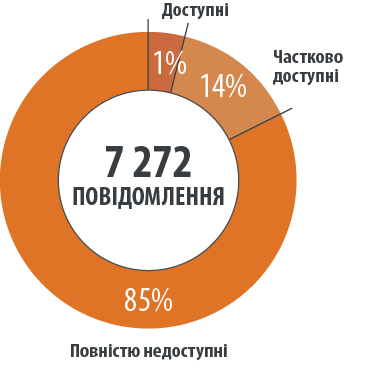 Доступні
1%
14%
Частково
доступні
7 272
ПОВІДОМЛЕННЯ
85%
Повністю недоступні